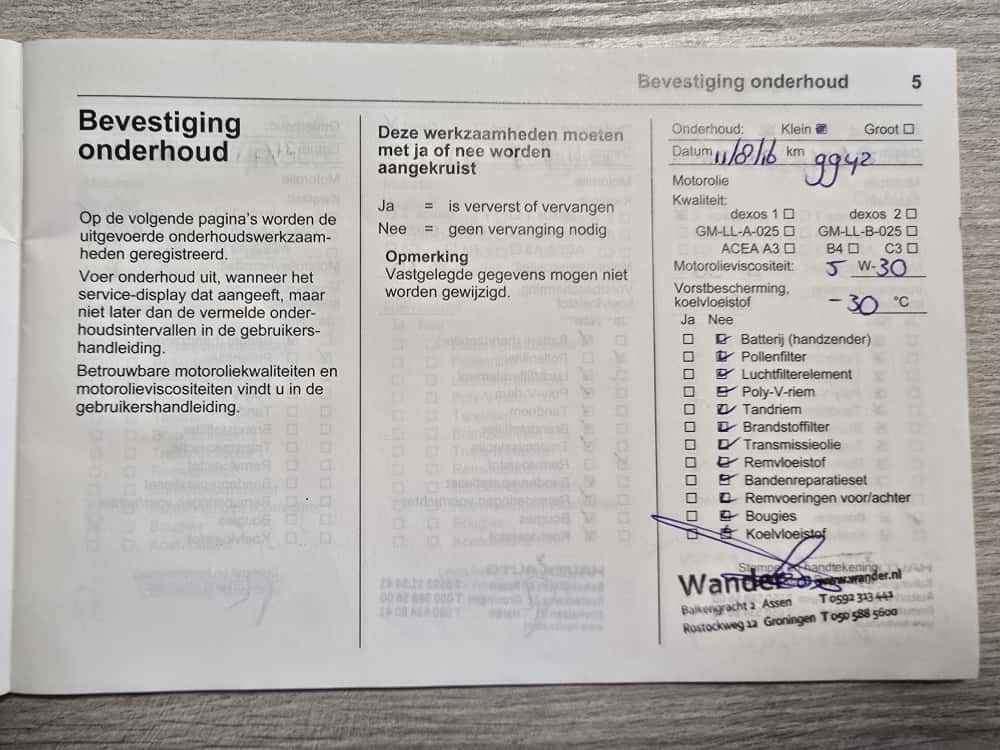 Bevestiging onderhoud 5
Bevestiging
onderhoud
Op de volgende pagina's worden de
uitgevoerde onderhoudswerkzaam-
heden geregistreerd.
Voer onderhoud uit, wanneer het
service-display dat aangeeft, maar
niet later dan de vermelde onder-
houdsintervallen in de gebruikers-
handleiding.
Betrouwbare motoroliekwaliteiten en
motorolieviscositeiten vindt u in de
gebruikershandleiding.
Deze werkzaamheden moeten
met ja of nee worden
aangekruist
Ja = is ververst of vervangen
Nee = geen vervanging nodig
Opmerking
Vastgelegde gegevens mogen niet
worden gewijzigd.
Onderhoud: Klein Groot
Datum 11/8/16 km 9942
Motorolie
Kwaliteit:
dexos 1 dexos 2
GM-LL-A-025 GM-LL-B-025
ACEA A3 B4 C3
Motorolieviscositeit: 5 W-30
Vorstbescherming,
koelvloeistof -30 °C
Ja Nee
Batterij (handzender)
Pollenfilter
Luchtfilterelement
Poly-V-riem
Tandriem
Brandstoffilter
Transmissieolie
Remvloeistof
Bandenreparatieset
Remvoeringen voor/achter
Bougies
Koelvloeistof
Stempel en handtekening
Wander www.wander.nl
Balkengracht 2 Assen T 0592 313 441
Rostockweg 12 Groningen T 050 588 5600